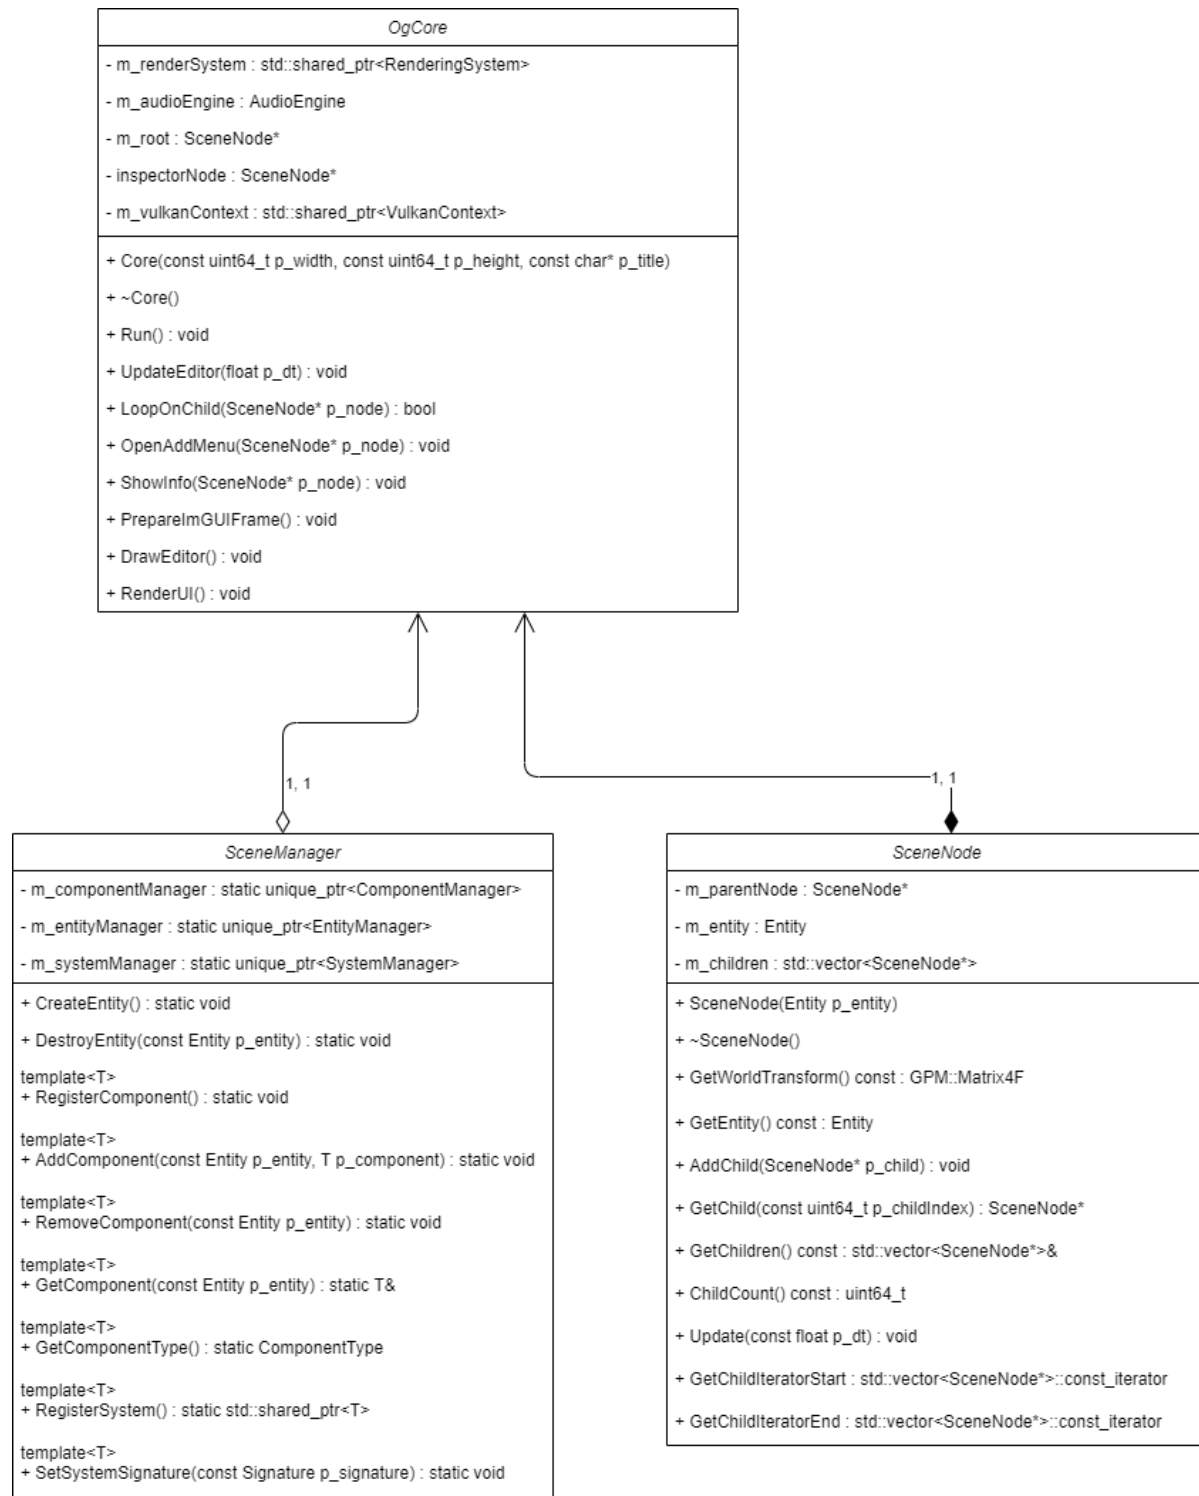 OgCore
- m_renderSystem : std::shared_ptr<RenderingSystem>
- m_audioEngine : AudioEngine
- m_root : SceneNode*
- inspectorNode : SceneNode*
- m_vulkanContext : std::shared_ptr<VulkanContext>
+ Core(const uint64_t p_width, const uint64_t p_height, const char* p_title)
+ ~Core()
+ Run() : void
+ UpdateEditor(float p_dt) : void
+ LoopOnChild(SceneNode* p_node) : bool
+ OpenAddMenu(SceneNode* p_node) : void
+ ShowInfo(SceneNode* p_node) : void
+ PrepareImGUIFrame() : void
+ DrawEditor() : void
+ RenderUI() : void
1, 1
1, 1
SceneManager
- m_componentManager : static unique_ptr<ComponentManager>
- m_entityManager : static unique_ptr<EntityManager>
- m_systemManager : static unique_ptr<SystemManager>
+ CreateEntity() : static void
+ DestroyEntity(const Entity p_entity) : static void
template<T>
+ RegisterComponent() : static void
template<T>
+ AddComponent(const Entity p_entity, T p_component) : static void
template<T>
+ RemoveComponent(const Entity p_entity) : static void
template<T>
+ GetComponent(const Entity p_entity) : static T&
template<T>
+ GetComponentType() : static ComponentType
template<T>
+ RegisterSystem() : static std::shared_ptr<T>
template<T>
+ SetSystemSignature(const Signature p_signature) : static void
SceneNode
- m_parentNode : SceneNode*
- m_entity : Entity
- m_children : std::vector<SceneNode*>
+ SceneNode(Entity p_entity)
+ ~SceneNode()
+ GetWorldTransform() const : GPM::Matrix4F
+ GetEntity() const : Entity
+ AddChild(SceneNode* p_child) : void
+ GetChild(const uint64_t p_childIndex) : SceneNode*
+ GetChildren() const : std::vector<SceneNode*>&
+ ChildCount() const : uint64_t
+ Update(const float p_dt) : void
+ GetChildIteratorStart : std::vector<SceneNode*>::const_iterator
+ GetChildIteratorEnd : std::vector<SceneNode*>::const_iterator